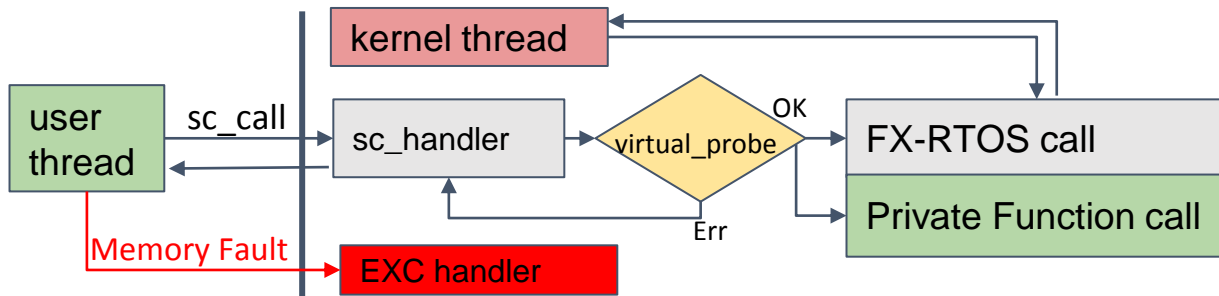 kernel thread
user
thread
sc_call
sc_handler
virtual_probe
OK
FX-RTOS call
Private Function call
Err
Memory Fault
EXC handler